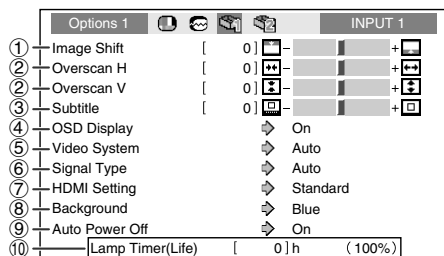 Options 1 INPUT 1
① Image Shift [ 0] − +
② Overscan H [ 0] − +
② Overscan V [ 0] − +
③ Subtitle [ 0] − +
④ OSD Display On
⑤ Video System Auto
⑥ Signal Type Auto
⑦ HDMI Setting Standard
⑧ Background Blue
⑨ Auto Power Off On
⑩ Lamp Timer(Life) [ 0] h (100%)